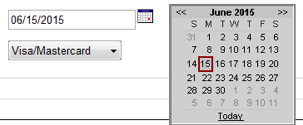 06/15/2015
Visa/Mastercard
<< June 2015 >>
S M T W T F S
31 1 2 3 4 5 6
7 8 9 10 11 12 13
14 15 16 17 18 19 20
21 22 23 24 25 26 27
28 29 30 1 2 3 4
5 6 7 8 9 10 11
Today